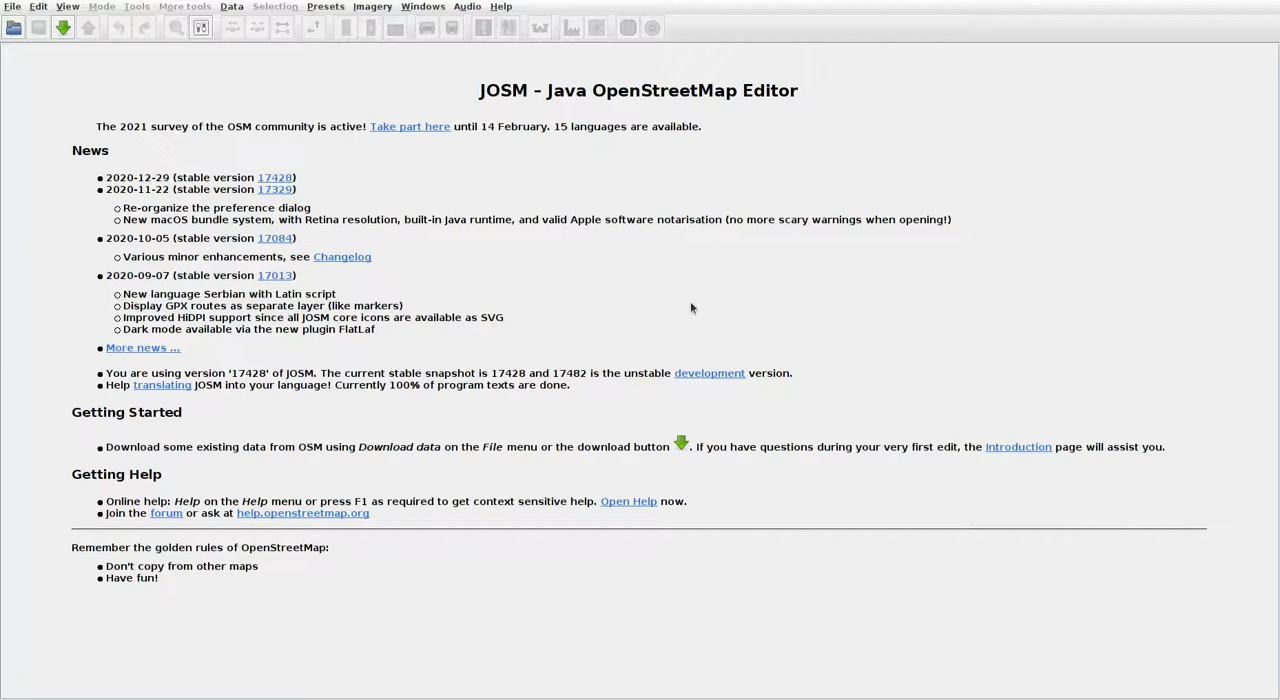 File Edit View Mode Tools More tools Data Selection Presets Imagery Windows Audio Help
JOSM – Java OpenStreetMap Editor
The 2021 survey of the OSM community is active! Take part here until 14 February. 15 languages are available.
News
2020-12-29 (stable version 17428)
2020-11-22 (stable version 17329)
Re-organize the preference dialog
New macOS bundle system, with Retina resolution, built-in Java runtime, and valid Apple software notarisation (no more scary warnings when opening!)
2020-10-05 (stable version 17084)
Various minor enhancements, see Changelog
2020-09-07 (stable version 17013)
New language Serbian with Latin script
Display GPX routes as separate layer (like markers)
Improved HiDPI support since all JOSM core icons are available as SVG
Dark mode available via the new plugin FlatLaf
More news ...
You are using version '17428' of JOSM. The current stable snapshot is 17428 and 17482 is the unstable development version.
Help translating JOSM into your language! Currently 100% of program texts are done.
Getting Started
Download some existing data from OSM using Download data on the File menu or the download button . If you have questions during your very first edit, the Introduction page will assist you.
Getting Help
Online help: Help on the Help menu or press F1 as required to get context sensitive help. Open Help now.
Join the forum or ask at help.openstreetmap.org
Remember the golden rules of OpenStreetMap:
Don't copy from other maps
Have fun!